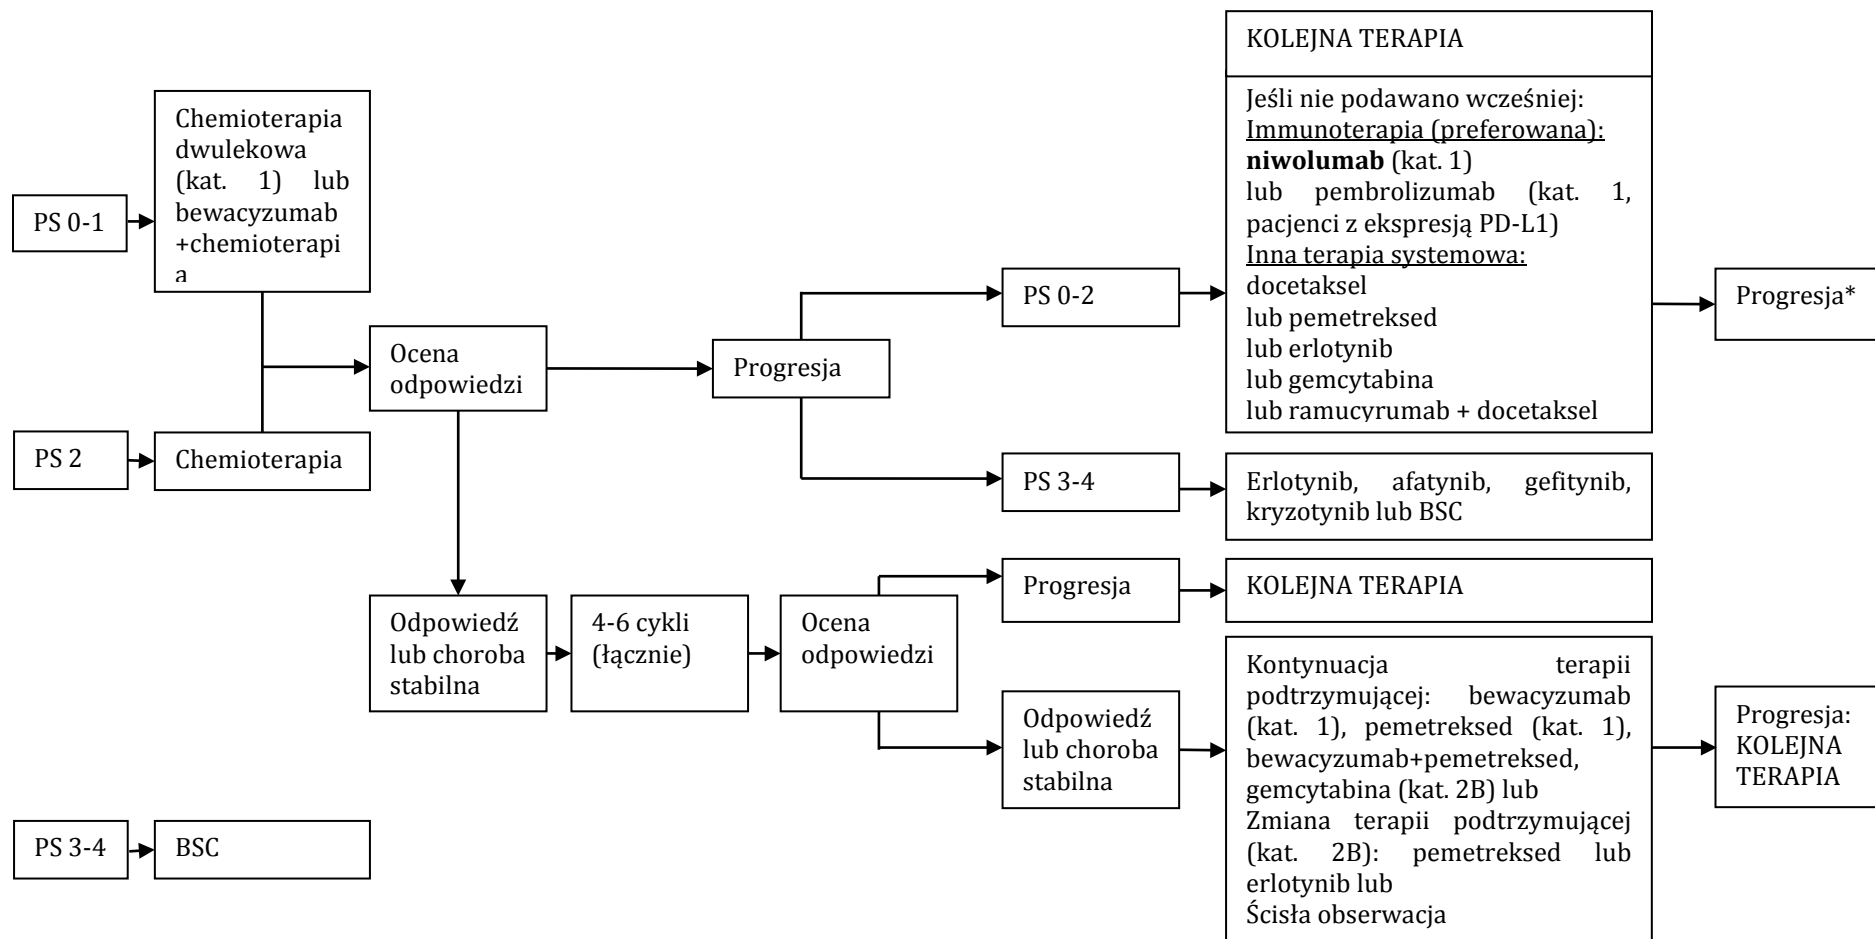 PS 0-1
Chemioterapia
dwulekowa
(kat. 1) lub
bewacyzumab
+chemioterapi
a
PS 2
Chemioterapia
PS 3-4
BSC
Ocena
odpowiedzi
Progresja
PS 0-2
KOLEJNA TERAPIA
Jeśli nie podawano wcześniej:
Immunoterapia (preferowana):
niwolumab (kat. 1)
lub pembrolizumab (kat. 1,
pacjenci z ekspresją PD-L1)
Inna terapia systemowa:
docetaksel
lub pemetreksed
lub erlotynib
lub gemcytabina
lub ramucyrumab + docetaksel
Progresja*
PS 3-4
Erlotynib, afatynib, gefitynib,
kryzotynib lub BSC
Odpowiedź
lub choroba
stabilna
4-6 cykli
(łącznie)
Ocena
odpowiedzi
Progresja
KOLEJNA TERAPIA
Odpowiedź
lub choroba
stabilna
Kontynuacja terapii
podtrzymującej: bewacyzumab
(kat. 1), pemetreksed (kat. 1),
bewacyzumab+pemetreksed,
gemcytabina (kat. 2B) lub
Zmiana terapii podtrzymującej
(kat. 2B): pemetreksed lub
erlotynib lub
Ścisła obserwacja
Progresja:
KOLEJNA
TERAPIA